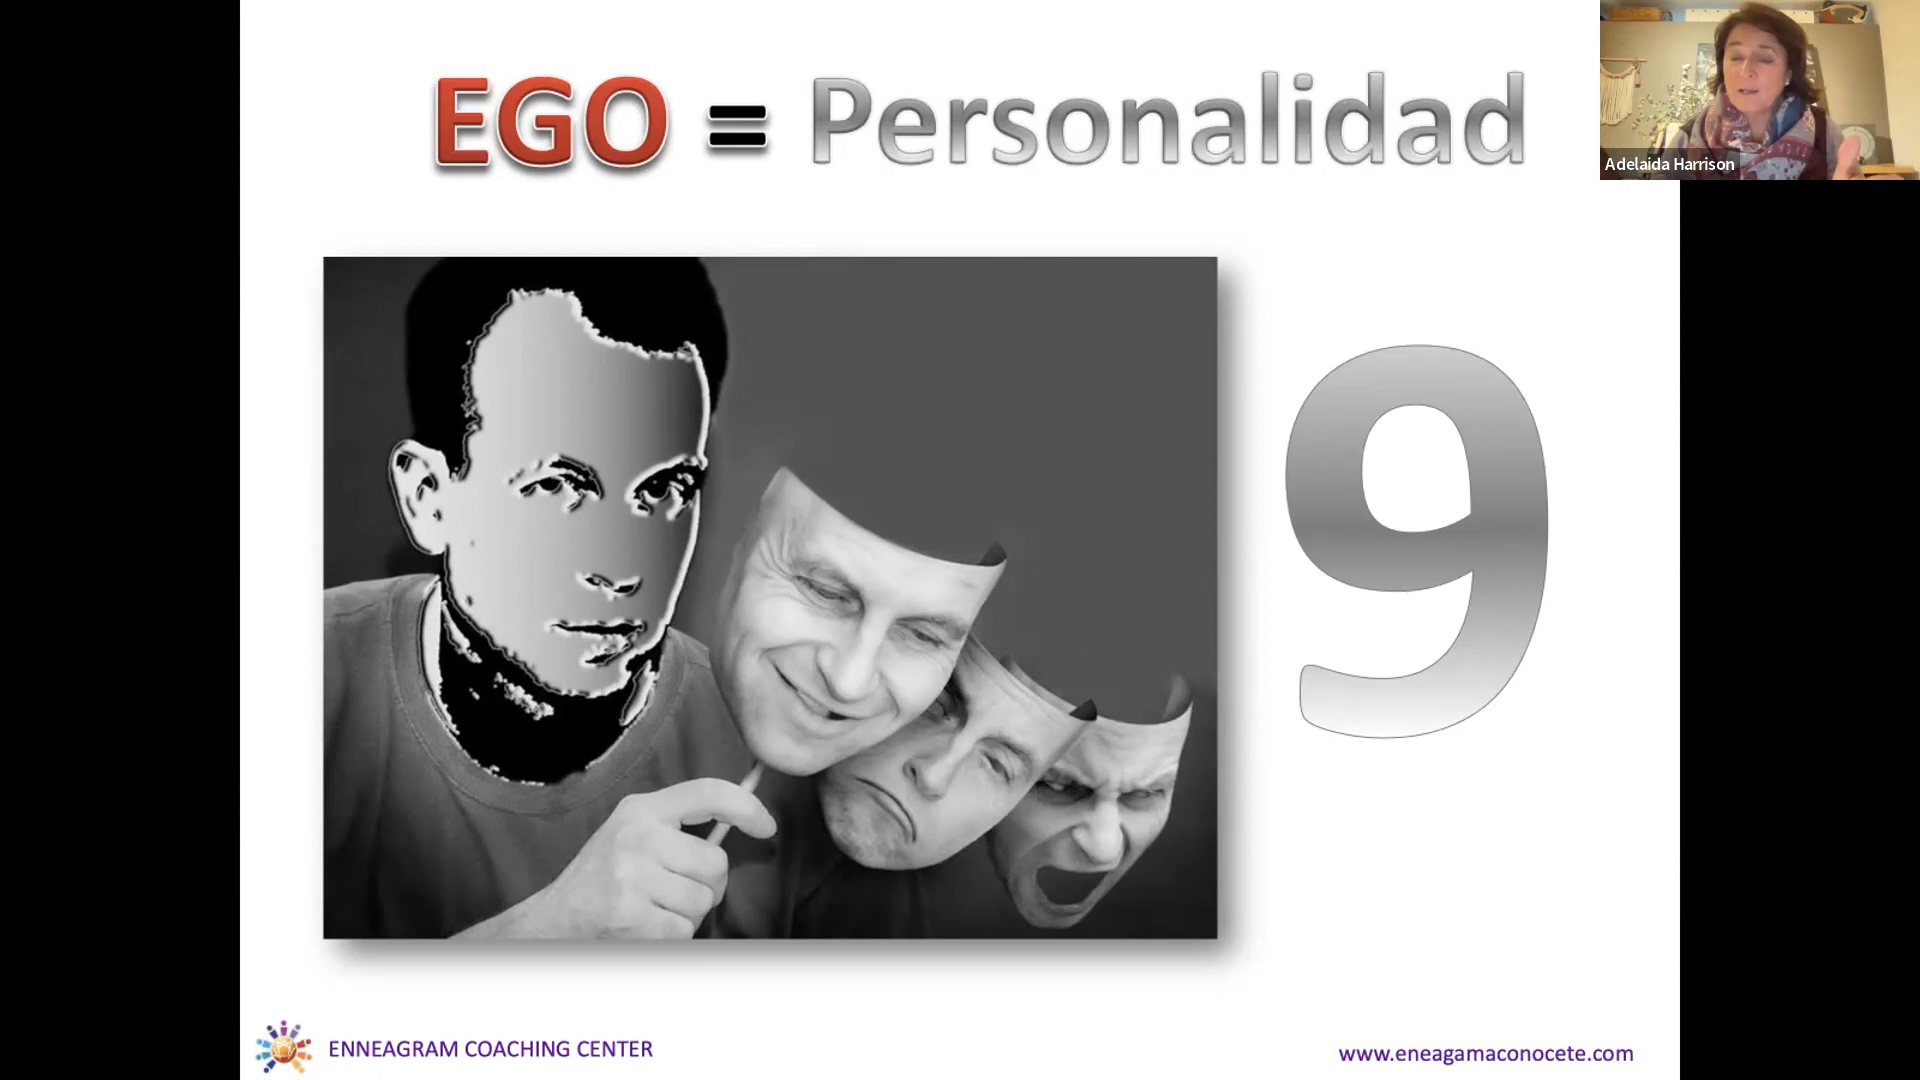 EGO = Personalidad
Adelaida Harrison
9
ENNEAGRAM COACHING CENTER
www.eneagamaconocete.com